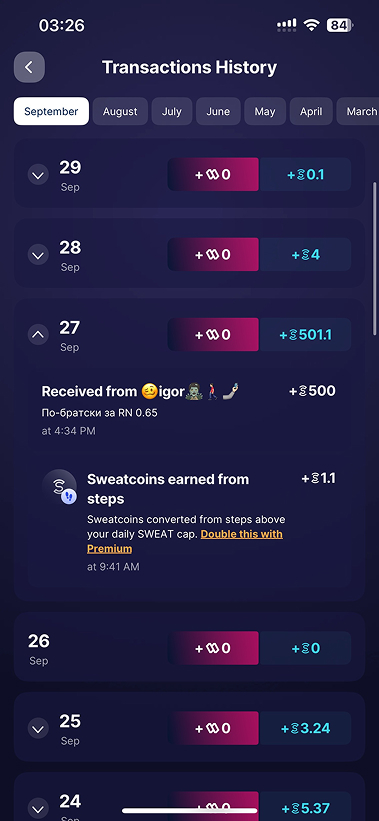 03:26
84
Transactions History
September August July June May April March
29
Sep
+ 0
+ 0.1
28
Sep
+ 0
+ 4
27
Sep
+ 0
+ 501.1
Received from 🥴igor🧟🚶🤳
+ 500
По-братски за RN 0.65
at 4:34 PM
Sweatcoins earned from
steps
+ 1.1
Sweatcoins converted from steps above
your daily SWEAT cap. Double this with
Premium
at 9:41 AM
26
Sep
+ 0
+ 0
25
Sep
+ 0
+ 3.24
24
Sep
+ 0
+ 5.37